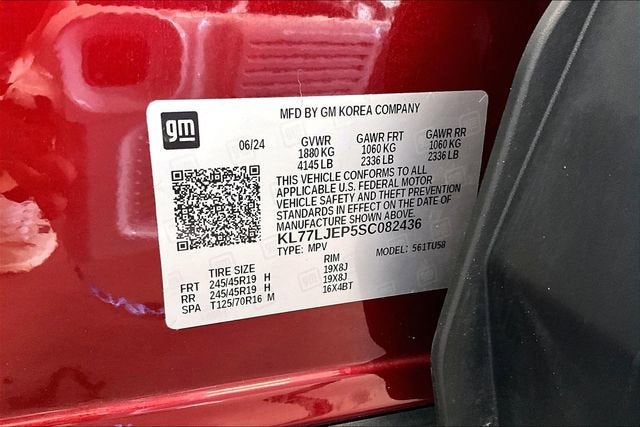 gm
MFD BY GM KOREA COMPANY
06/24 GVWR GAWR FRT GAWR RR
1880 KG 1060 KG 1060 KG
4145 LB 2336 LB 2336 LB
THIS VEHICLE CONFORMS TO ALL
APPLICABLE U.S. FEDERAL MOTOR
VEHICLE SAFETY AND THEFT PREVENTION
STANDARDS IN EFFECT ON THE DATE OF
MANUFACTURE SHOWN ABOVE.
KL77LJEP5SC082436
TYPE: MPV MODEL: 561TU58
TIRE SIZE RIM
FRT 245/45R19 H 19X8J
RR 245/45R19 H 19X8J
SPA T125/70R16 M 16X4BT